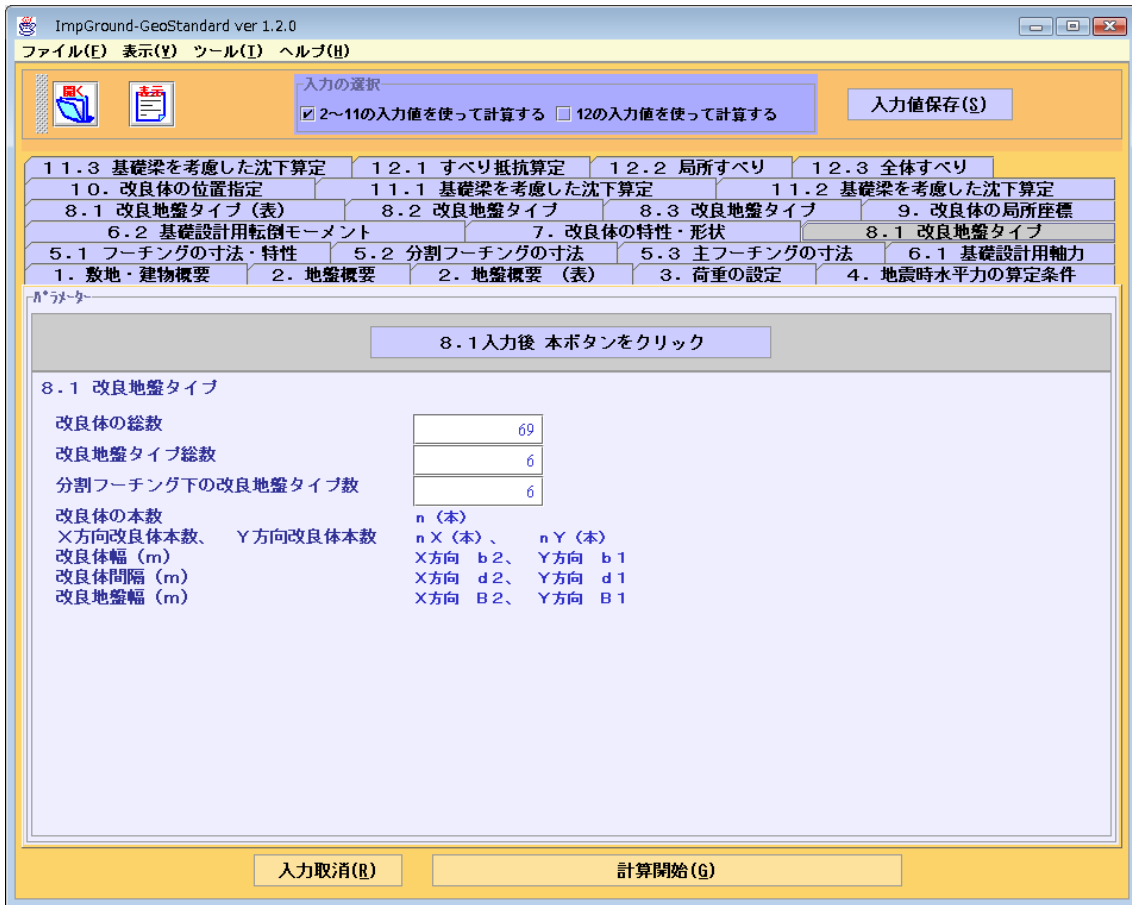 ImpGround-GeoStandard ver 1.2.0
ファイル(F) 表示(V) ツール(T) ヘルプ(H)
開く 表示
入力の選択
2～11の入力値を使って計算する 12の入力値を使って計算する
入力値保存(S)
１１.３ 基礎梁を考慮した沈下算定 １２.１ すべり抵抗算定 １２.２ 局所すべり １２.３ 全体すべり
１０．改良体の位置指定 １１.１ 基礎梁を考慮した沈下算定 １１.２ 基礎梁を考慮した沈下算定
８.１ 改良地盤タイプ（表） ８.２ 改良地盤タイプ ８.３ 改良地盤タイプ ９．改良体の局所座標
６.２ 基礎設計用転倒モーメント ７．改良体の特性・形状 ８.１ 改良地盤タイプ
５.１ フーチングの寸法・特性 ５.２ 分割フーチングの寸法 ５.３ 主フーチングの寸法 ６.１ 基礎設計用軸力
１．敷地・建物概要 ２．地盤概要 ２．地盤概要 （表） ３．荷重の設定 ４．地震時水平力の算定条件
ﾊﾟﾗﾒｰﾀｰ
８.１入力後 本ボタンをクリック
８.１ 改良地盤タイプ
改良体の総数 69
改良地盤タイプ総数 6
分割フーチング下の改良地盤タイプ数 6
改良体の本数 ｎ（本）
Ｘ方向改良体本数、 Ｙ方向改良体本数 ｎＸ（本）、 ｎＹ（本）
改良体幅（ｍ） Ｘ方向 ｂ２、 Ｙ方向 ｂ１
改良体間隔（ｍ） Ｘ方向 ｄ２、 Ｙ方向 ｄ１
改良地盤幅（ｍ） Ｘ方向 Ｂ２、 Ｙ方向 Ｂ１
入力取消(R) 計算開始(G)